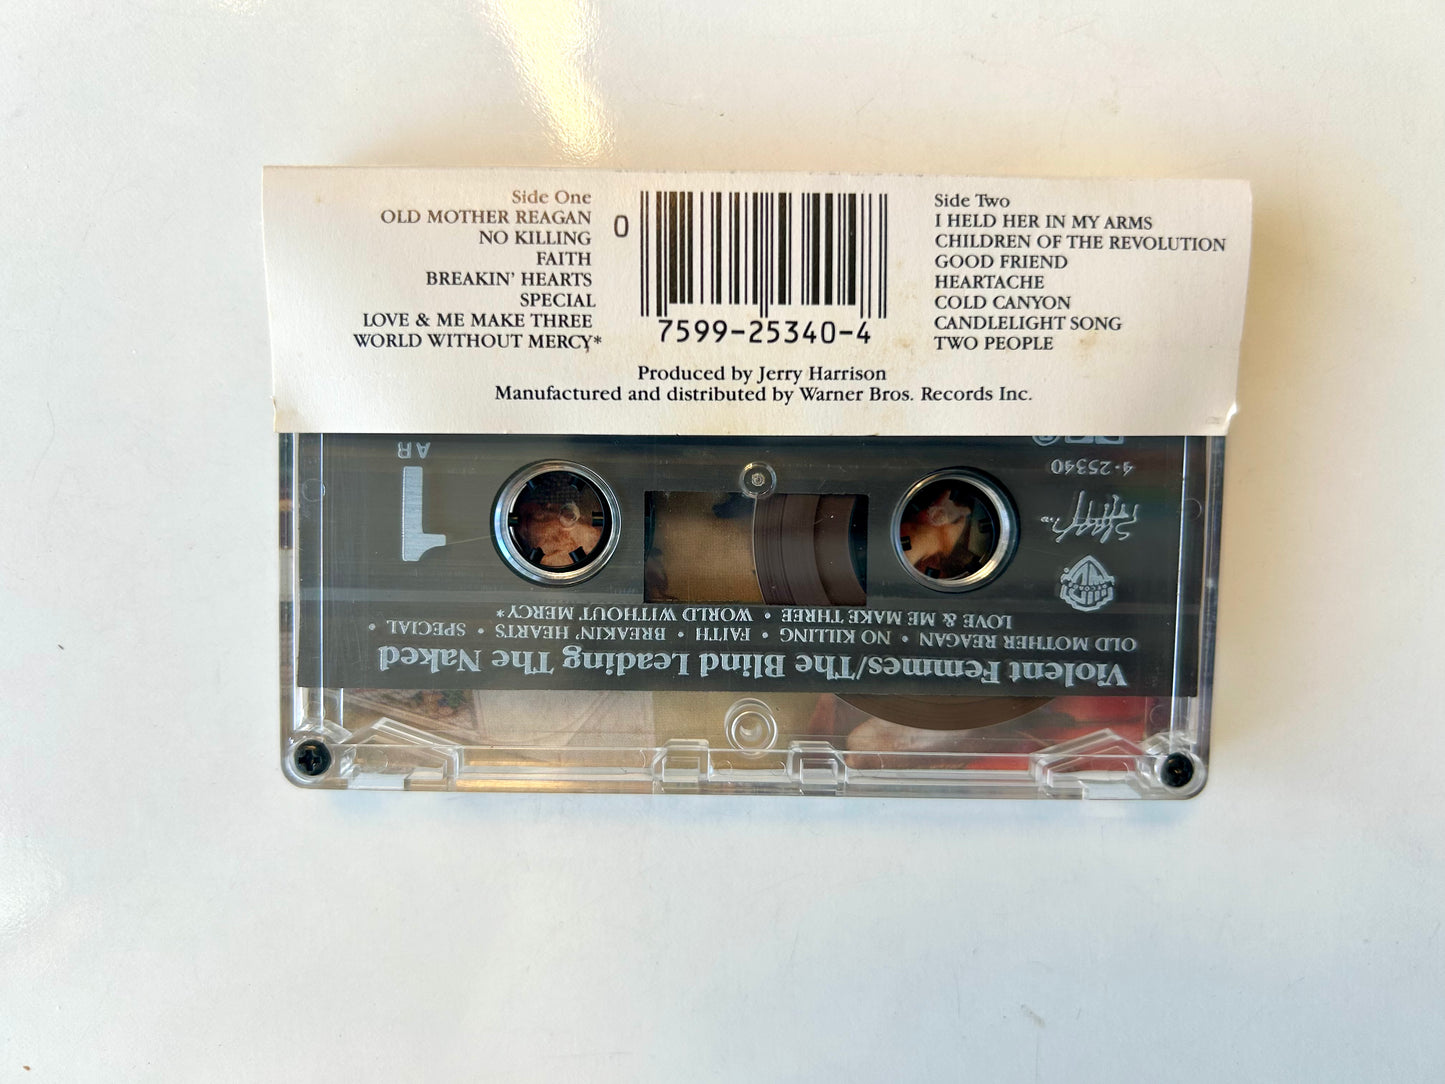 Side One
OLD MOTHER REAGAN
NO KILLING
FAITH
BREAKIN' HEARTS
SPECIAL
LOVE & ME MAKE THREE
WORLD WITHOUT MERCY*
0
7599-25340-4
Side Two
I HELD HER IN MY ARMS
CHILDREN OF THE REVOLUTION
GOOD FRIEND
HEARTACHE
COLD CANYON
CANDLELIGHT SONG
TWO PEOPLE
Produced by Jerry Harrison
Manufactured and distributed by Warner Bros. Records Inc.
Violent Femmes/The Blind Leading The Naked
OLD MOTHER REAGAN • NO KILLING • FAITH • BREAKIN' HEARTS • SPECIAL •
LOVE & ME MAKE THREE • WORLD WITHOUT MERCY*
1
4-25340
AR